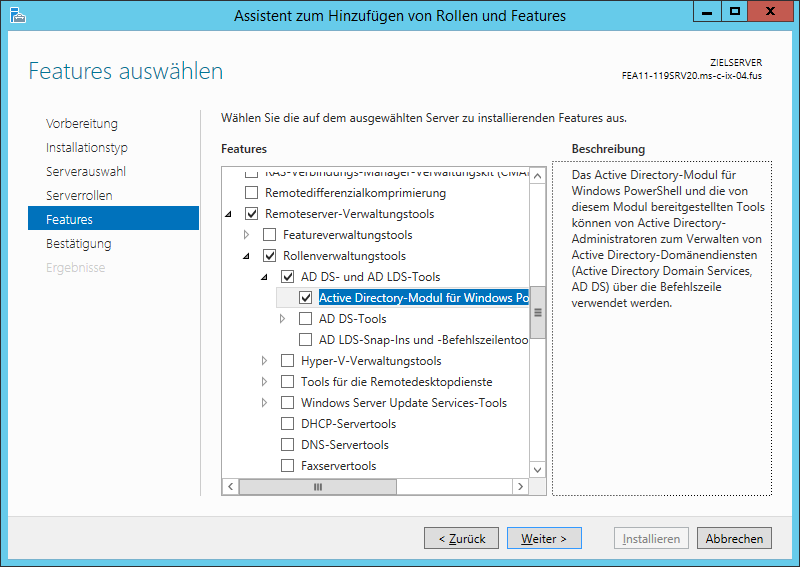 Assistent zum Hinzufügen von Rollen und Features
Features auswählen
ZIELSERVER
FEA11-119SRV20.ms-c-ix-04.fus
Vorbereitung
Installationstyp
Serverauswahl
Serverrollen
Features
Bestätigung
Ergebnisse
Wählen Sie die auf dem ausgewählten Server zu installierenden Features aus.
Features
RAS-Verbindungs-Manager-Verwaltungskit (CMA
Remotedifferenzialkomprimierung
Remoteserver-Verwaltungstools
Featureverwaltungstools
Rollenverwaltungstools
AD DS- und AD LDS-Tools
Active Directory-Modul für Windows Po
AD DS-Tools
AD LDS-Snap-Ins und -Befehlszeilentoo
Hyper-V-Verwaltungstools
Tools für die Remotedesktopdienste
Windows Server Update Services-Tools
DHCP-Servertools
DNS-Servertools
Faxservertools
Beschreibung
Das Active Directory-Modul für
Windows PowerShell und die von
diesem Modul bereitgestellten Tools
können von Active Directory-
Administratoren zum Verwalten von
Active Directory-Domänendiensten
(Active Directory Domain Services,
AD DS) über die Befehlszeile
verwendet werden.
< Zurück
Weiter >
Installieren
Abbrechen